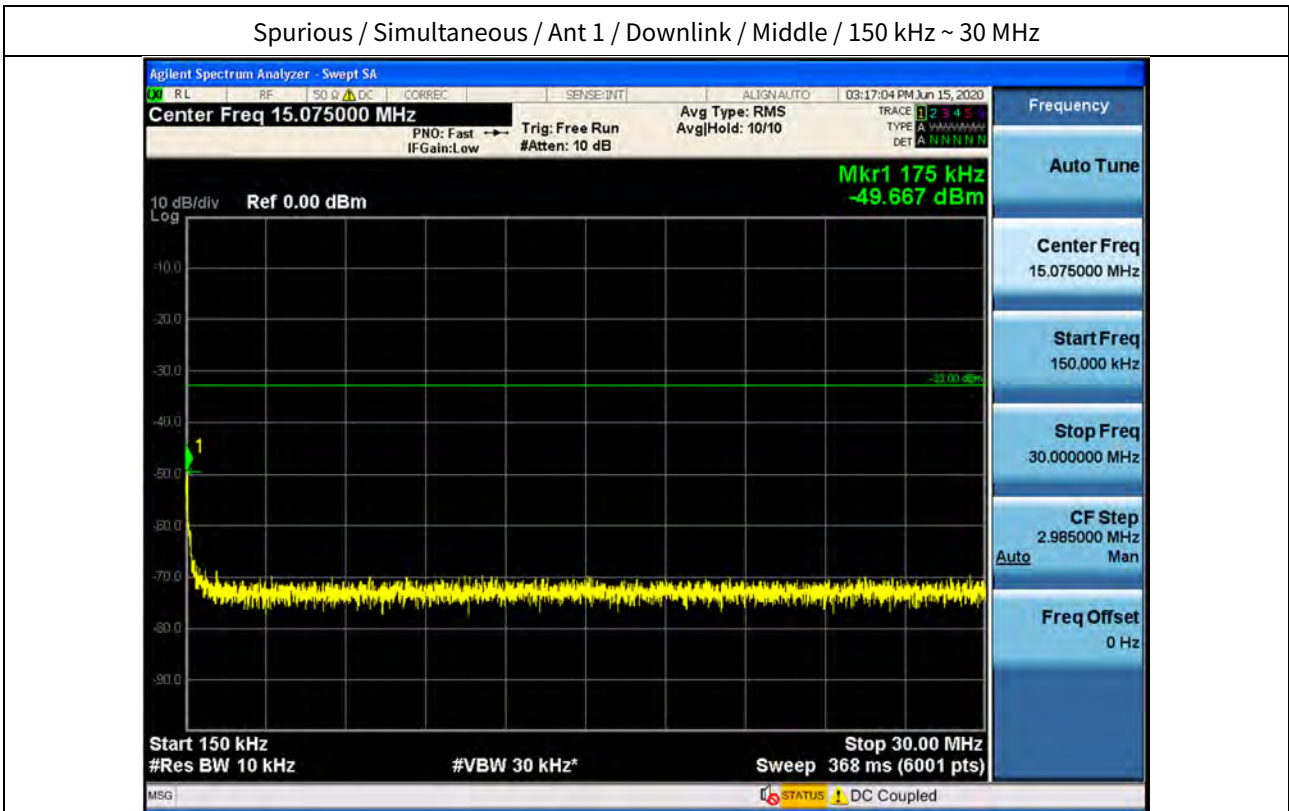 Spurious / Simultaneous / Ant 1 / Downlink / Middle / 150 kHz ~ 30 MHz
Agilent Spectrum Analyzer - Swept SA
LXI RL RF 50 Ω DC CORREC SENSE:INT ALIGNAUTO 03:17:04 PM Jun 15, 2020
Center Freq 15.075000 MHz
PNO: Fast
IFGain:Low
Trig: Free Run
#Atten: 10 dB
Avg Type: RMS
Avg|Hold: 10/10
TRACE 1 2 3 4 5 6
TYPE A WWWWW
DET A N N N N N
Frequency
Auto Tune
Mkr1 175 kHz
-49.667 dBm
10 dB/div Ref 0.00 dBm
Log
-10.0
-20.0
-30.0
-33.00 dBm
-40.0
1
-50.0
-60.0
-70.0
-80.0
-90.0
Center Freq
15.075000 MHz
Start Freq
150.000 kHz
Stop Freq
30.000000 MHz
CF Step
2.985000 MHz
Auto Man
Freq Offset
0 Hz
Start 150 kHz Stop 30.00 MHz
#Res BW 10 kHz #VBW 30 kHz* Sweep 368 ms (6001 pts)
MSG STATUS DC Coupled